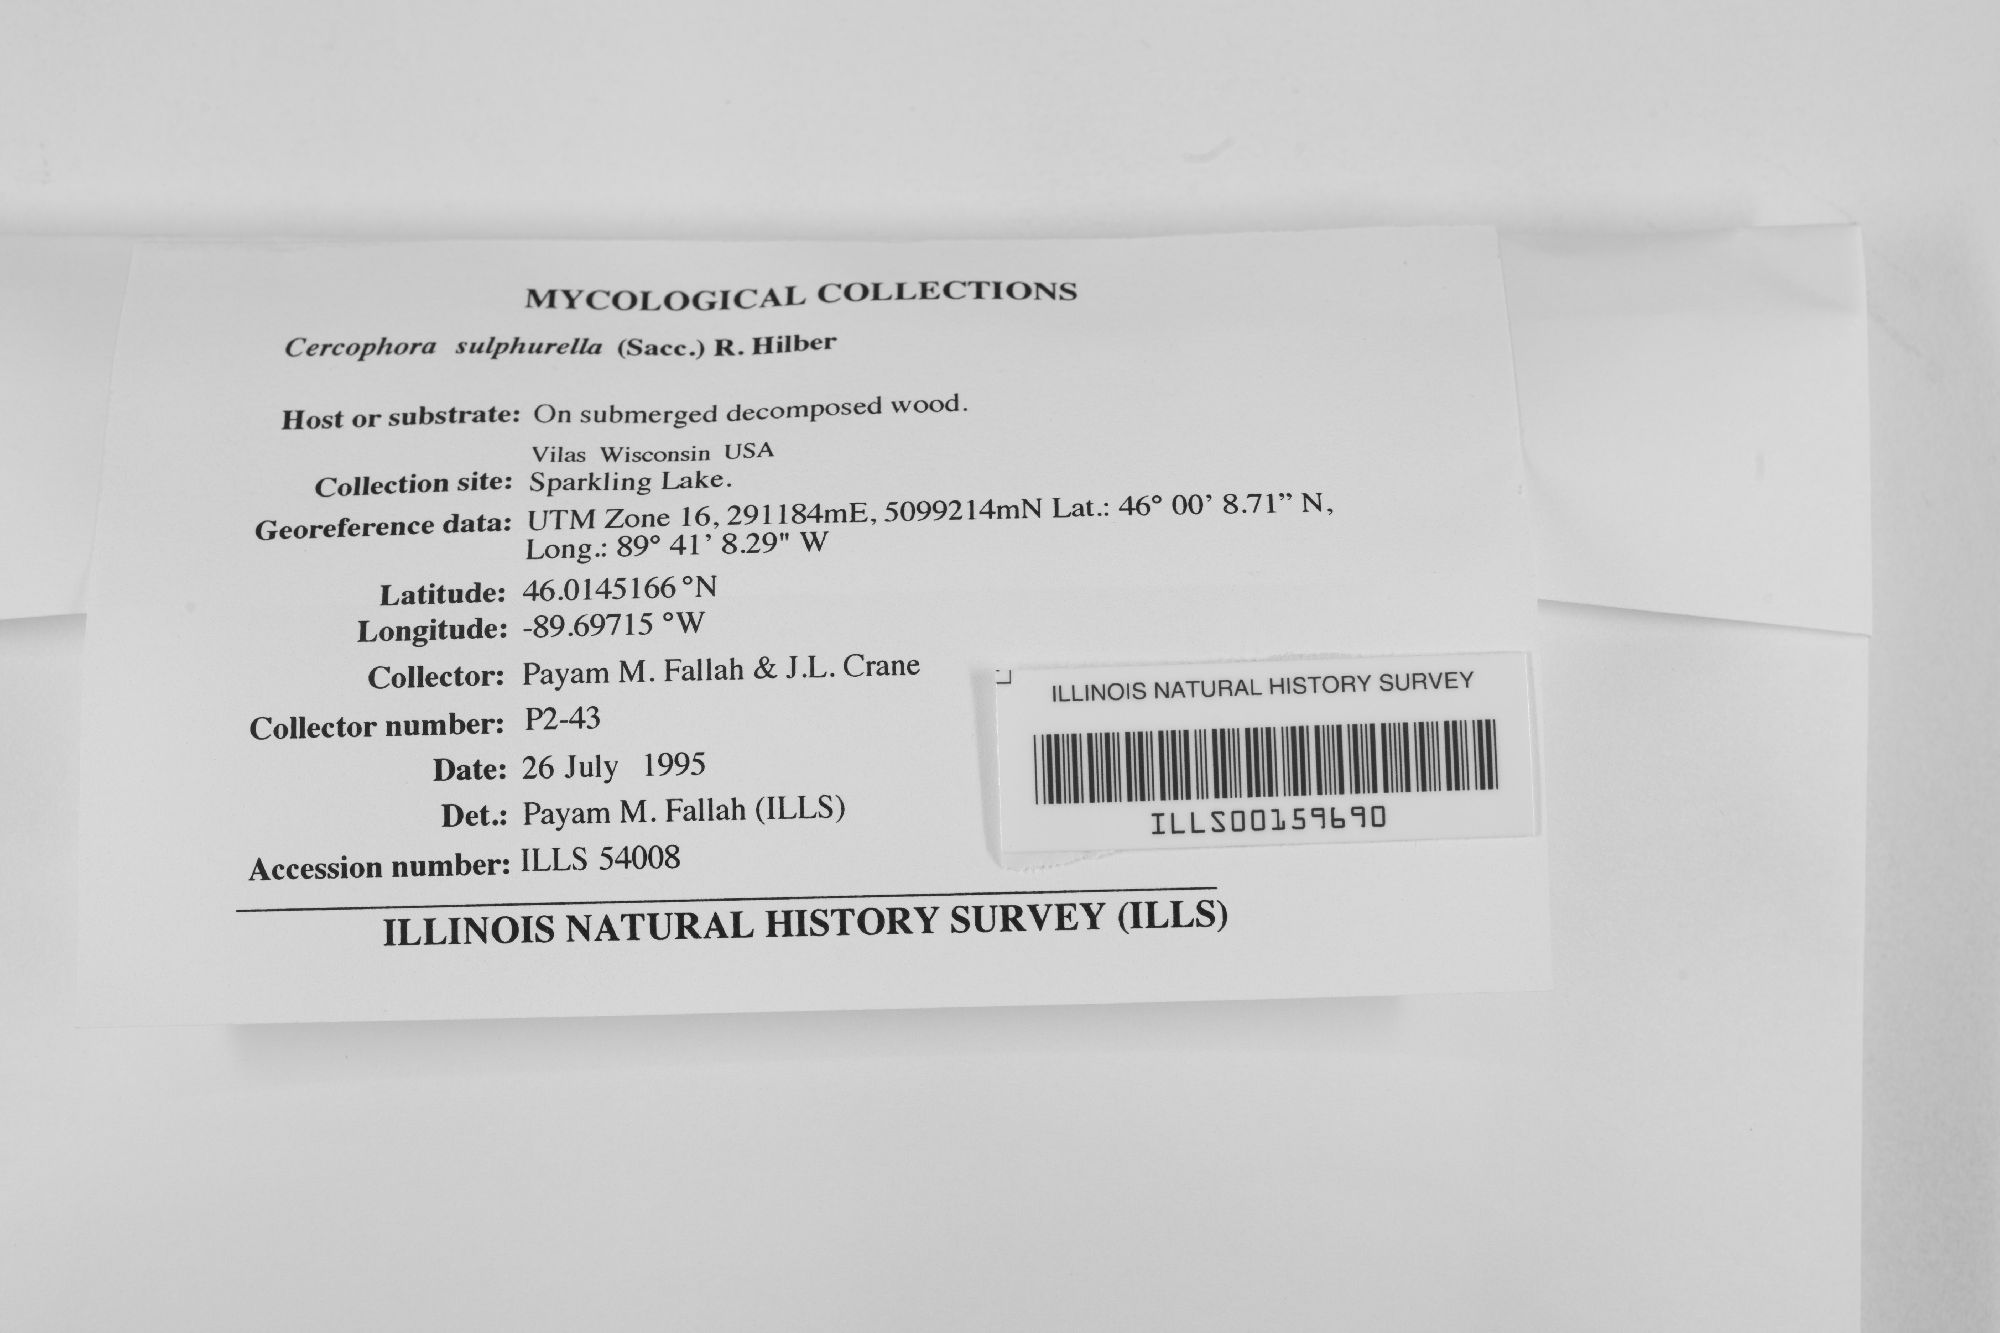 MYCOLOGICAL COLLECTIONS
Cercophora sulphurella (Sacc.) R. Hilber
Host or substrate: On submerged decomposed wood.
Vilas Wisconsin USA
Collection site: Sparkling Lake.
Georeference data: UTM Zone 16, 291184mE, 5099214mN Lat.: 46° 00’ 8.71” N,
Long.: 89° 41’ 8.29" W
Latitude: 46.0145166 °N
Longitude: -89.69715 °W
Collector: Payam M. Fallah & J.L. Crane
Collector number: P2-43
Date: 26 July 1995
Det.: Payam M. Fallah (ILLS)
Accession number: ILLS 54008
ILLINOIS NATURAL HISTORY SURVEY (ILLS)
ILLINOIS NATURAL HISTORY SURVEY
ILLS00159690